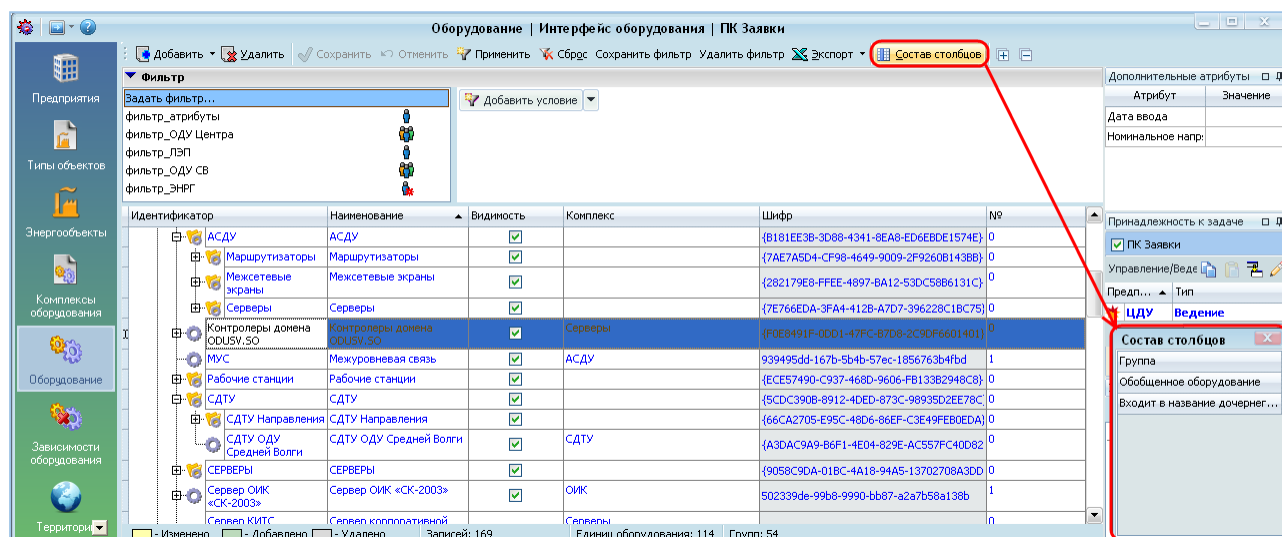 Оборудование | Интерфейс оборудования | ПК Заявки
Добавить Удалить Сохранить Отменить Применить Сброс Сохранить фильтр Удалить фильтр Экспорт Состав столбцов
Предприятия
Типы объектов
Энергообъекты
Комплексы оборудования
Оборудование
Зависимости оборудования
Территори
Фильтр
Задать фильтр...
фильтр_атрибуты
фильтр_ОДУ Центра
фильтр_ЛЭП
фильтр_ОДУ СВ
фильтр_ЭНРГ
Добавить условие
Идентификатор Наименование Видимость Комплекс Шифр №
АСДУ АСДУ {B181EE3B-3D88-4341-8EA8-ED6EBDE1574E} 0
Маршрутизаторы Маршрутизаторы {7AE7A5D4-CF98-4649-9009-2F9260B143BB} 0
Межсетевые экраны Межсетевые экраны {282179E8-FFEE-4897-BA12-53DC58B6131C} 0
Серверы Серверы {7E766EDA-3FA4-412B-A7D7-396228C1BC75} 0
Контролеры домена ODUSV.SO Контролеры домена ODUSV.SO Серверы {F0E8491F-0DD1-47FC-B7D8-2C9DF6601401} 0
МУС Межуровневая связь АСДУ 939495dd-167b-5b4b-57ec-1856763b4fbd 1
Рабочие станции Рабочие станции {ECE57490-C937-468D-9606-FB133B2948C8} 0
САТУ САТУ {5CDC390B-8912-4DED-873C-98935D2EE78C} 0
СДТУ Направления СДТУ Направления {66CA2705-E95C-48D6-86EF-C3E49FEB0EDA} 0
СДТУ ОДУ Средней Волги СДТУ ОДУ Средней Волги СДТУ {A3DAC9A9-B6F1-4E04-829E-AC557FC40D82 0
СЕРВЕРЫ СЕРВЕРЫ {9058C9DA-01BC-4A18-94A5-13702708A3DD 0
Сервер ОИК «СК-2003» Сервер ОИК «СК-2003» ОИК 502339de-99b8-9990-bb87-a2a7b58a138b 1
Сервер КИТС Сервер корпоративной Серверы 0
- Изменено - Добавлено - Удалено Записей: 169 Единиц оборудования: 114 Групп: 54
Дополнительные атрибуты
Атрибут Значение
Дата ввода
Номинальное напр:
Принадлежность к задаче
ПК Заявки
Управление/Веде
Предп... Тип
ЦДУ Ведение
Состав столбцов
Группа
Обобщенное оборудование
Входит в название дочернег...